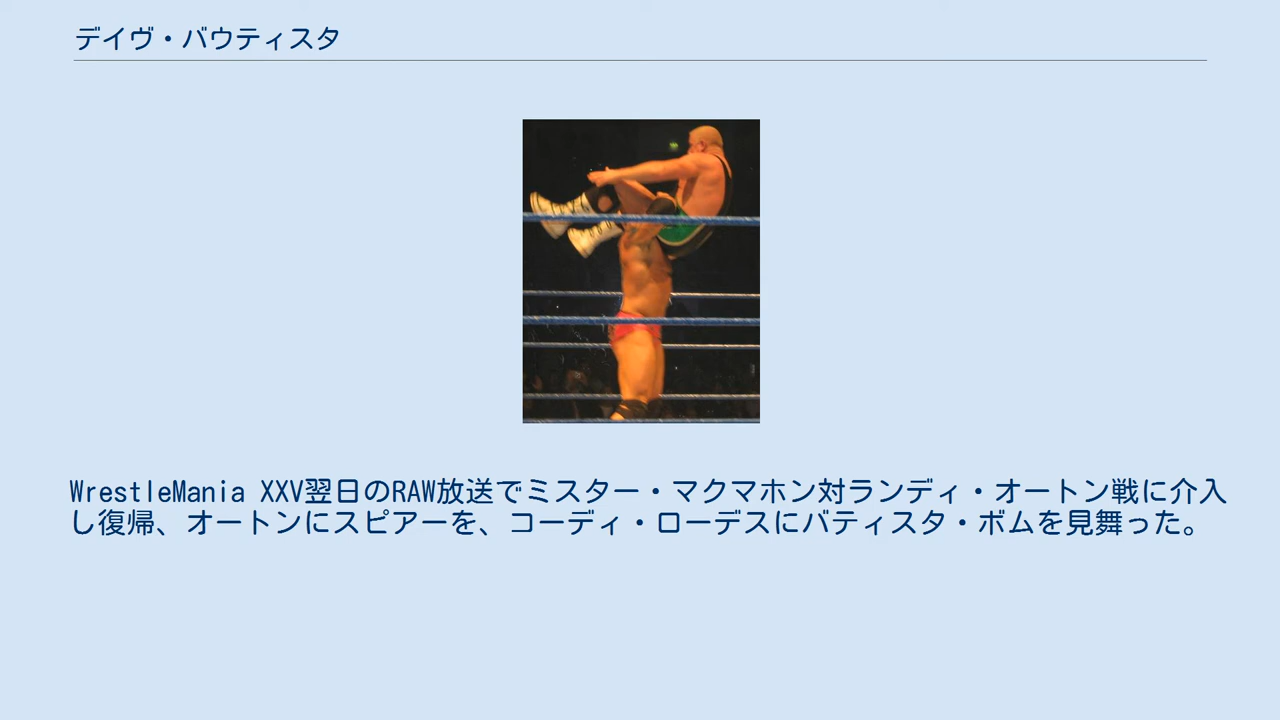 デイヴ・バウティスタ
WrestleMania XXV翌日のRAW放送でミスター・マクマホン対ランディ・オートン戦に介入
し復帰、オートンにスピアーを、コーディ・ローデスにバティスタ・ボムを見舞った。